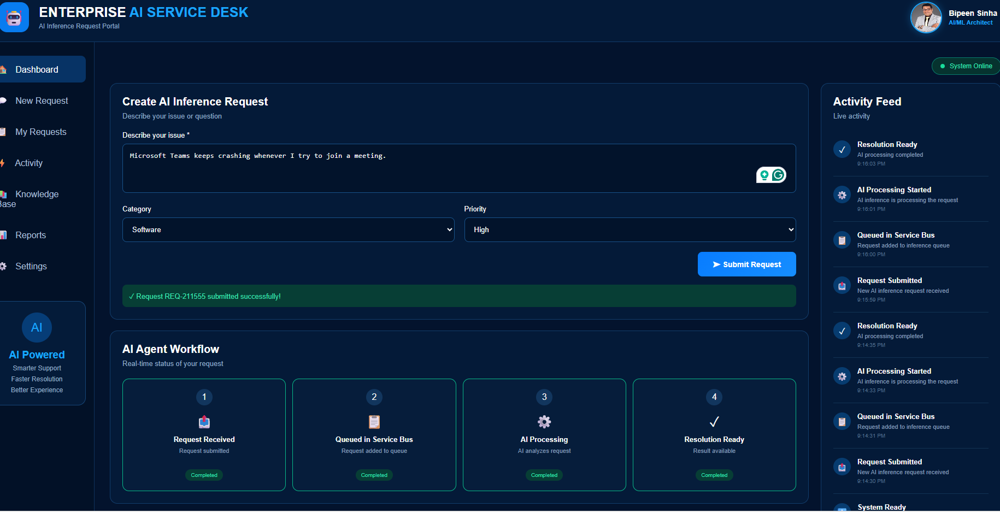 ENTERPRISE AI SERVICE DESK
AI Inference Request Portal
Bipeen Sinha
AI/ML Architect
Dashboard
New Request
My Requests
Activity
Knowledge
Base
Reports
Settings
AI
AI Powered
Smarter Support
Faster Resolution
Better Experience
System Online
Create AI Inference Request
Describe your issue or question
Describe your issue *
Microsoft Teams keeps crashing whenever I try to join a meeting.
Category
Priority
Software
High
➤ Submit Request
✓ Request REQ-211555 submitted successfully!
AI Agent Workflow
Real-time status of your request
1
Request Received
Request submitted
Completed
2
Queued in Service Bus
Request added to queue
Completed
3
AI Processing
AI analyzes request
Completed
4
✓
Resolution Ready
Result available
Completed
Activity Feed
Live activity
✓
Resolution Ready
AI processing completed
9:16:03 PM
AI Processing Started
AI inference is processing the request
9:16:01 PM
Queued in Service Bus
Request added to inference queue
9:16:00 PM
Request Submitted
New AI inference request received
9:15:59 PM
✓
Resolution Ready
AI processing completed
9:14:35 PM
AI Processing Started
AI inference is processing the request
9:14:33 PM
Queued in Service Bus
Request added to inference queue
9:14:31 PM
Request Submitted
New AI inference request received
9:14:30 PM
System Ready